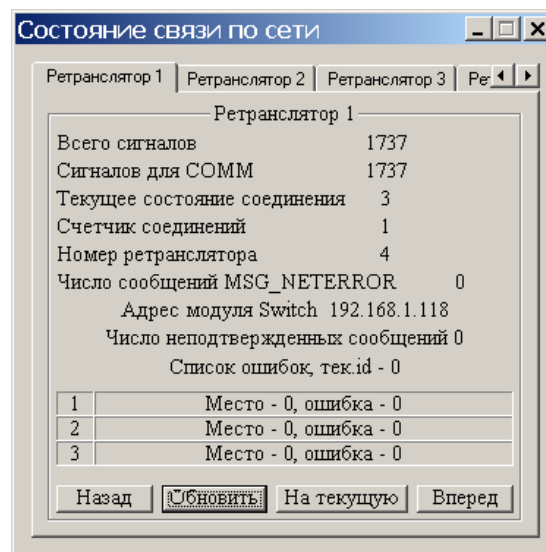 Состояние связи по сети
Ретранслятор 1 Ретранслятор 2 Ретранслятор 3 Рет
Ретранслятор 1
Всего сигналов 1737
Сигналов для COMM 1737
Текущее состояние соединения 3
Счетчик соединений 1
Номер ретранслятора 4
Число сообщений MSG_NETERROR 0
Адрес модуля Switch 192.168.1.118
Число неподтвержденных сообщений 0
Список ошибок, тек.id - 0
1 Место - 0, ошибка - 0
2 Место - 0, ошибка - 0
3 Место - 0, ошибка - 0
Назад Обновить На текущую Вперед